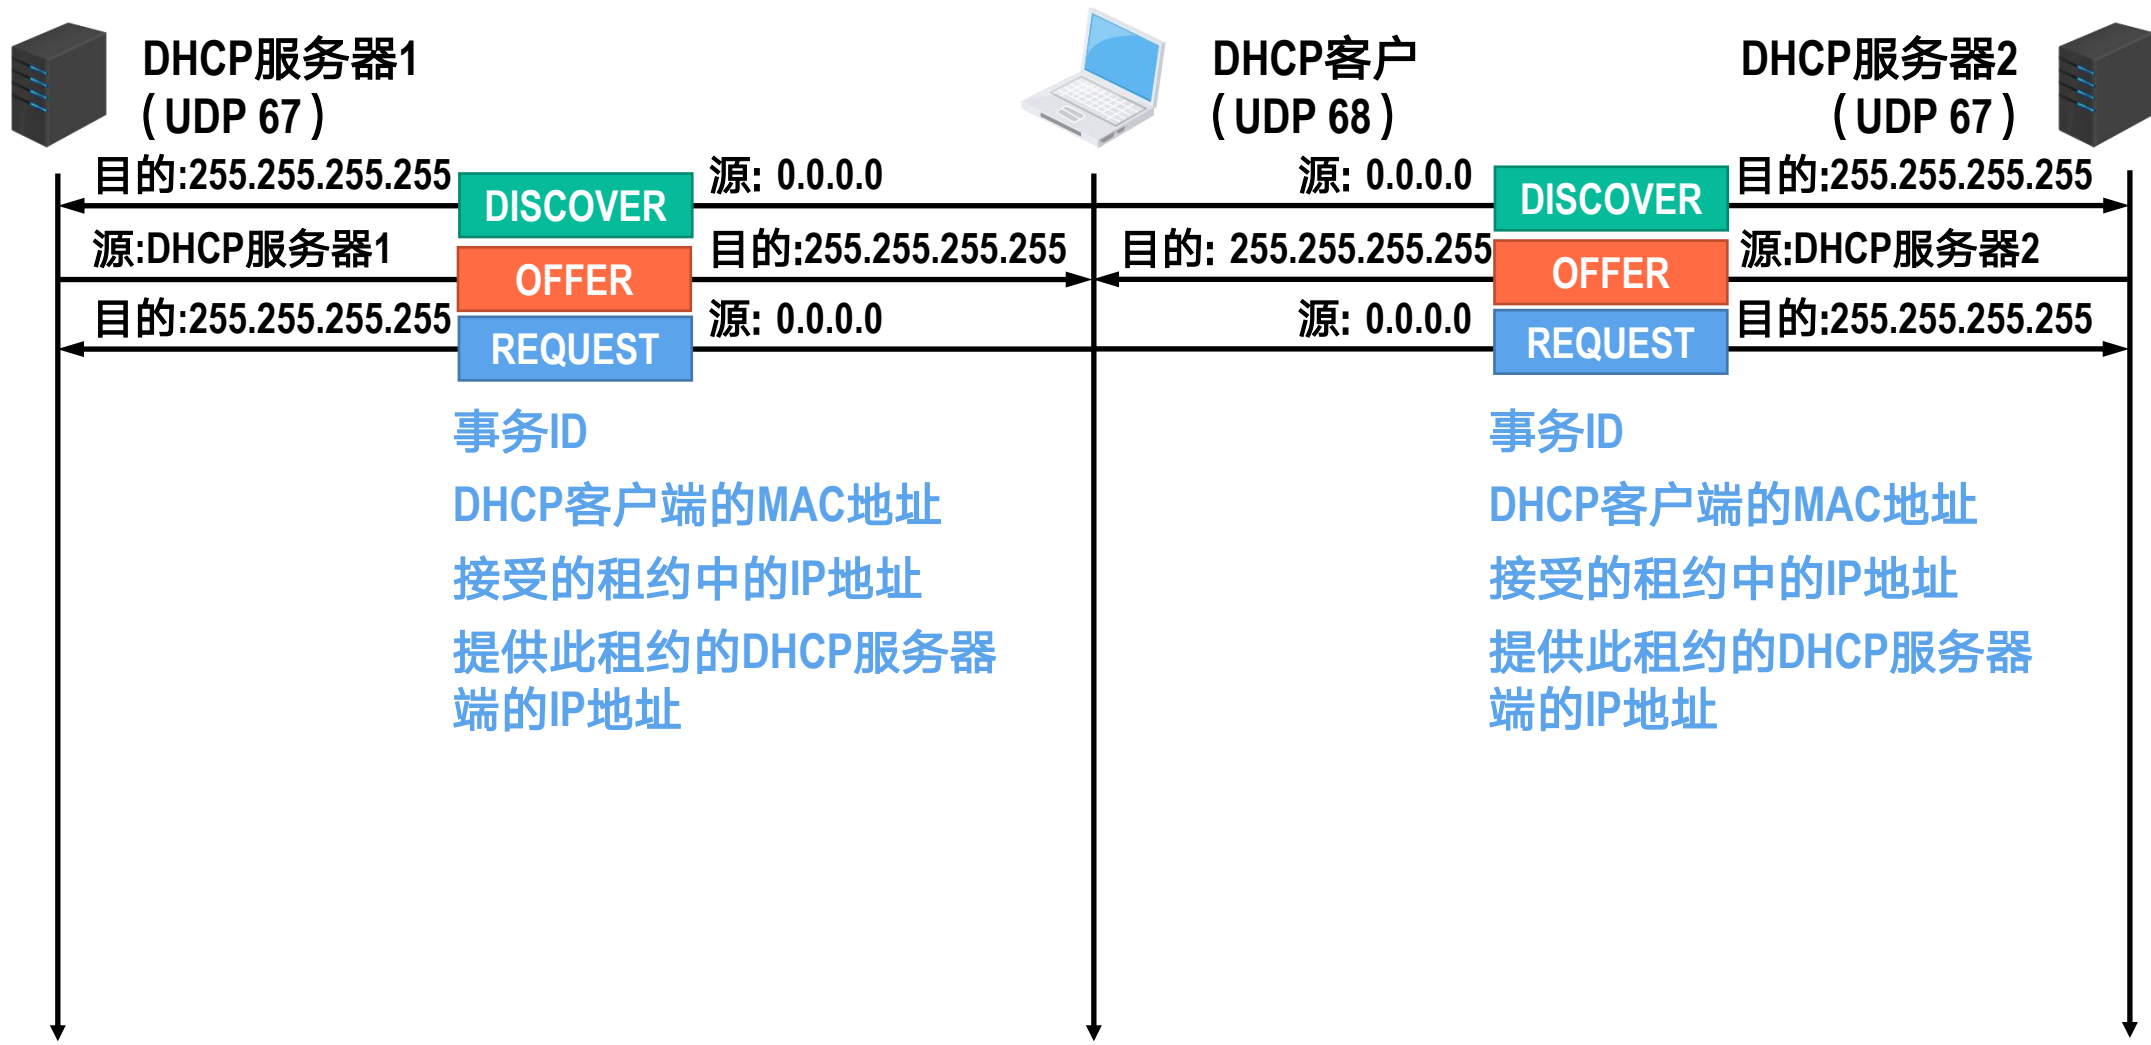 DHCP服务器1
( UDP 67 )
DHCP客户
( UDP 68 )
DHCP服务器2
( UDP 67 )
目的:255.255.255.255
DISCOVER
源: 0.0.0.0
源: 0.0.0.0
DISCOVER
目的:255.255.255.255
源:DHCP服务器1
OFFER
目的:255.255.255.255
目的: 255.255.255.255
OFFER
源:DHCP服务器2
目的:255.255.255.255
REQUEST
源: 0.0.0.0
源: 0.0.0.0
REQUEST
目的:255.255.255.255
事务ID
DHCP客户端的MAC地址
接受的租约中的IP地址
提供此租约的DHCP服务器
端的IP地址
事务ID
DHCP客户端的MAC地址
接受的租约中的IP地址
提供此租约的DHCP服务器
端的IP地址